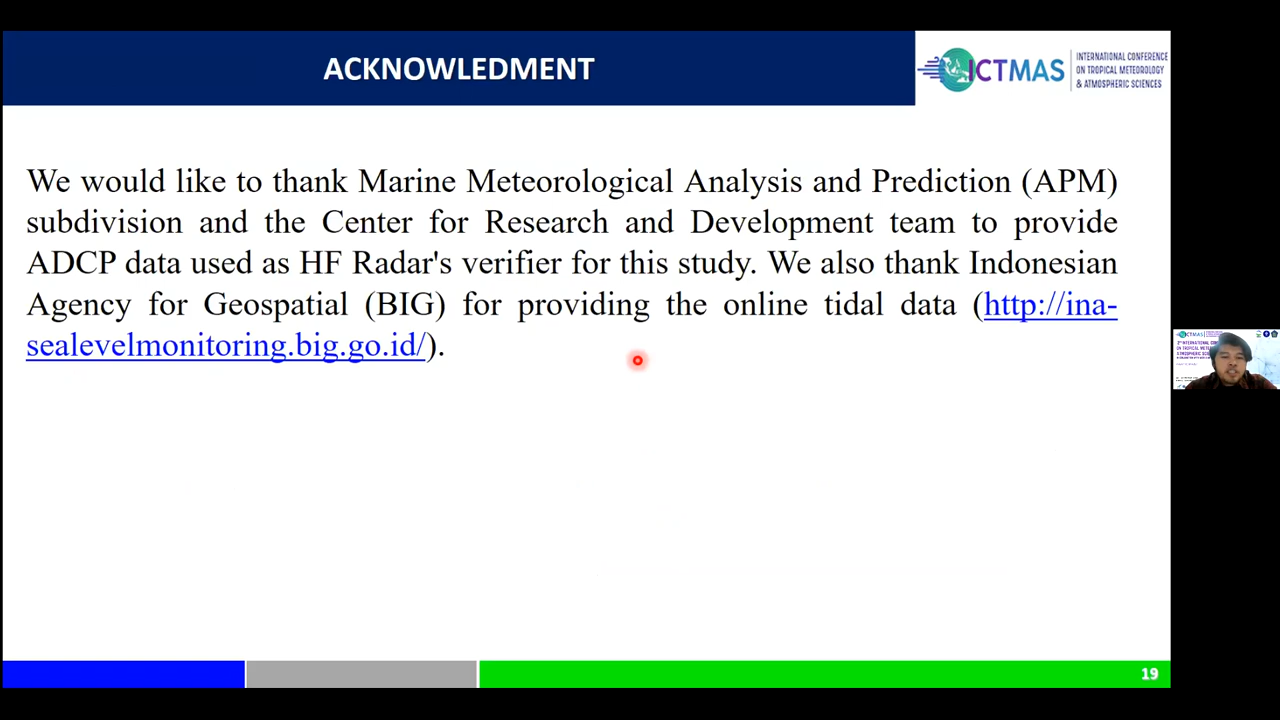 ACKNOWLEDMENT
ICTMAS
INTERNATIONAL CONFERENCE
ON TROPICAL METEOROLOGY
& ATMOSPHERIC SCIENCES
We would like to thank Marine Meteorological Analysis and Prediction (APM)
subdivision and the Center for Research and Development team to provide
ADCP data used as HF Radar's verifier for this study. We also thank Indonesian
Agency for Geospatial (BIG) for providing the online tidal data (http://ina-
sealevelmonitoring.big.go.id/).
ICTMAS
19